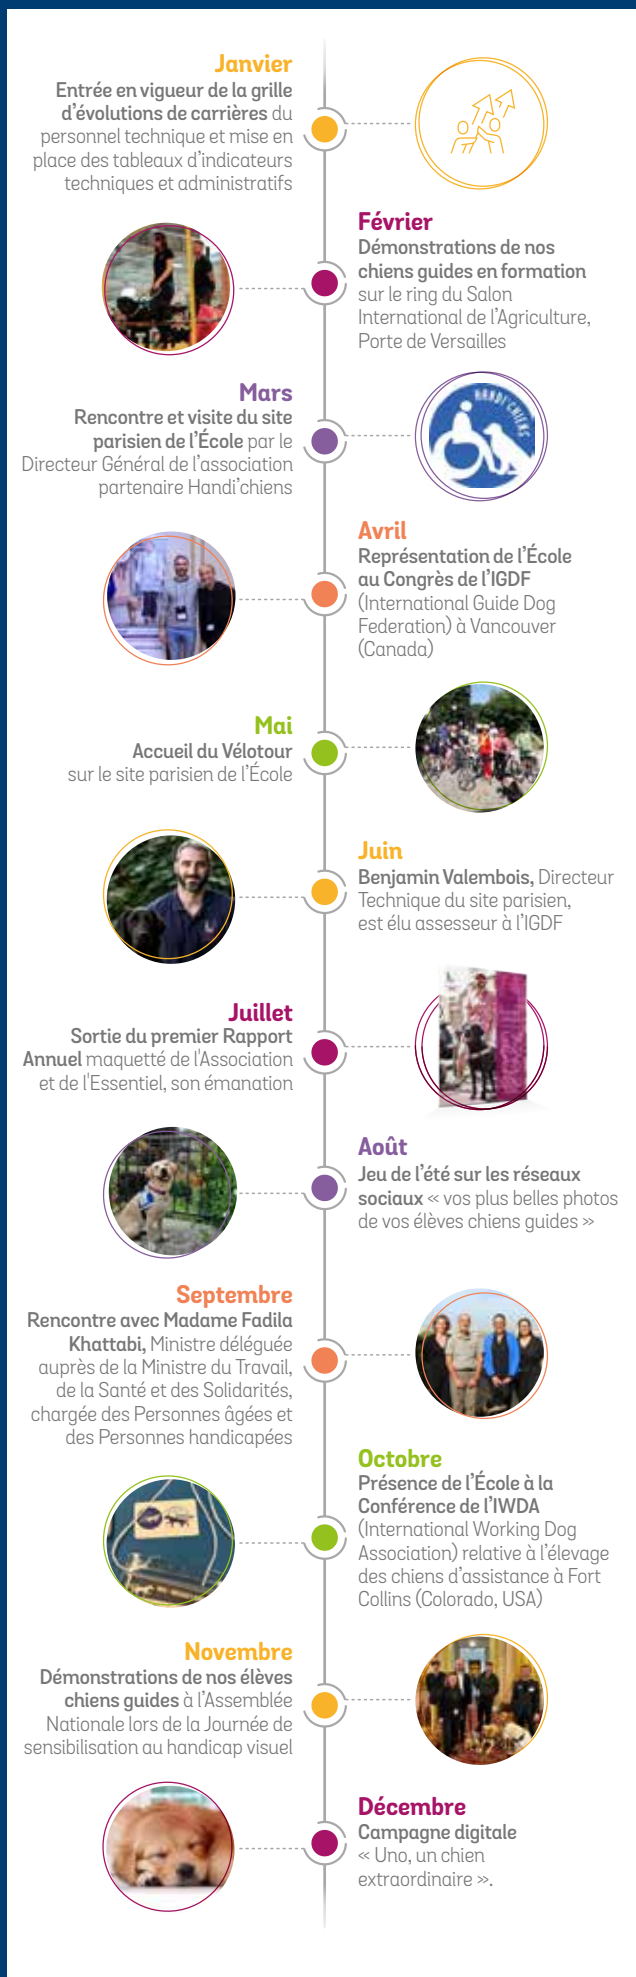 Janvier
Entrée en vigueur de la grille
d'évolutions de carrières du
personnel technique et mise en
place des tableaux d'indicateurs
techniques et administratifs
Février
Démonstrations de nos
chiens guides en formation
sur le ring du Salon
International de l'Agriculture,
Porte de Versailles
Mars
Rencontre et visite du site
parisien de l'École par le
Directeur Général de l'association
partenaire Handi'chiens
HANDI'CHIENS
Avril
Représentation de l'École
au Congrès de l'IGDF
(International Guide Dog
Federation) à Vancouver
(Canada)
Mai
Accueil du Vélotour
sur le site parisien de l'École
Juin
Benjamin Valembois, Directeur
Technique du site parisien,
est élu assesseur à l'IGDF
Juillet
Sortie du premier Rapport
Annuel maquetté de l'Association
et de l'Essentiel, son émanation
Août
Jeu de l'été sur les réseaux
sociaux « vos plus belles photos
de vos élèves chiens guides »
Septembre
Rencontre avec Madame Fadila
Khattabi, Ministre déléguée
auprès de la Ministre du Travail,
de la Santé et des Solidarités,
chargée des Personnes âgées et
des Personnes handicapées
Octobre
Présence de l'École à la
Conférence de l'IWDA
(International Working Dog
Association) relative à l'élevage
des chiens d'assistance à Fort
Collins (Colorado, USA)
Novembre
Démonstrations de nos élèves
chiens guides à l'Assemblée
Nationale lors de la Journée de
sensibilisation au handicap visuel
Décembre
Campagne digitale
« Uno, un chien
extraordinaire ».